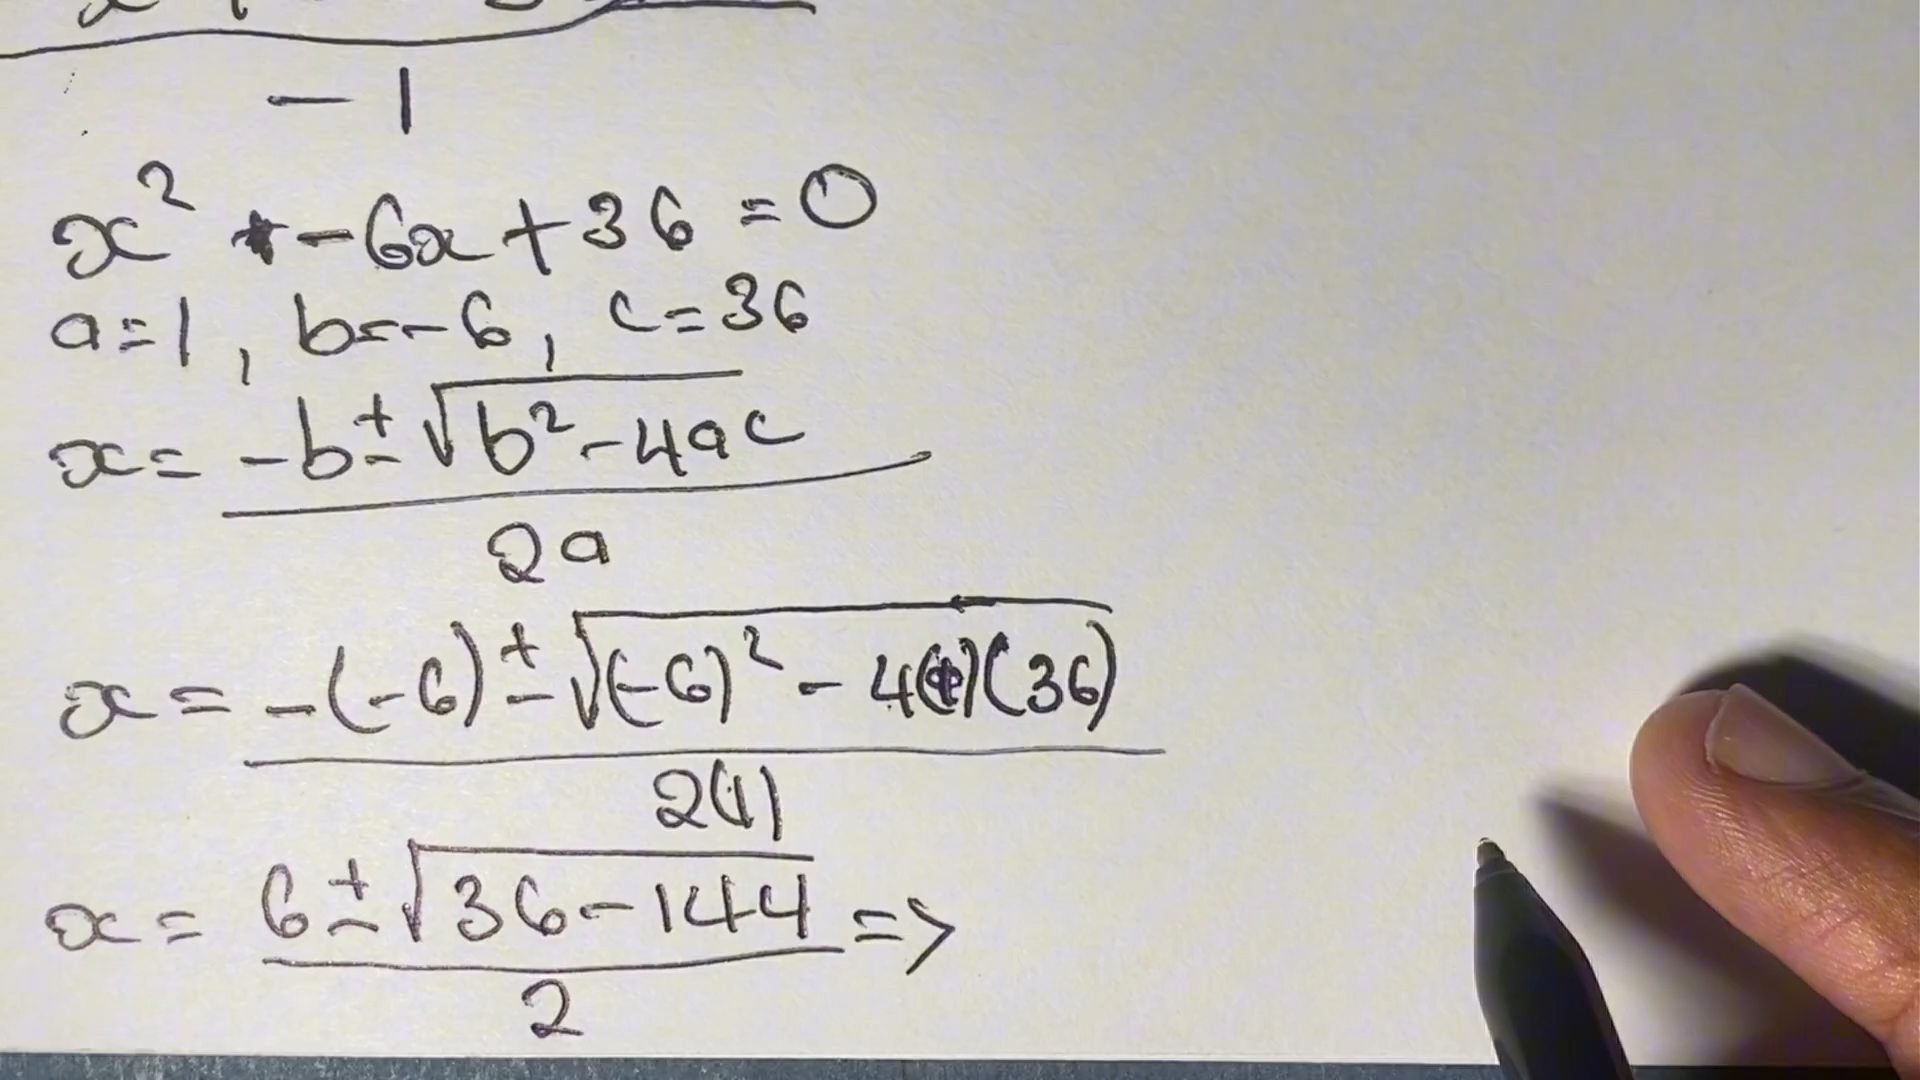 - 1
x² - 6x + 36 = 0
a = 1, b = -6, c = 36
x = -b ± √b² - 4ac
2a
x = -(-6) ± √(-6)² - 4(1)(36)
2(1)
x = 6 ± √36 - 144 =>
2